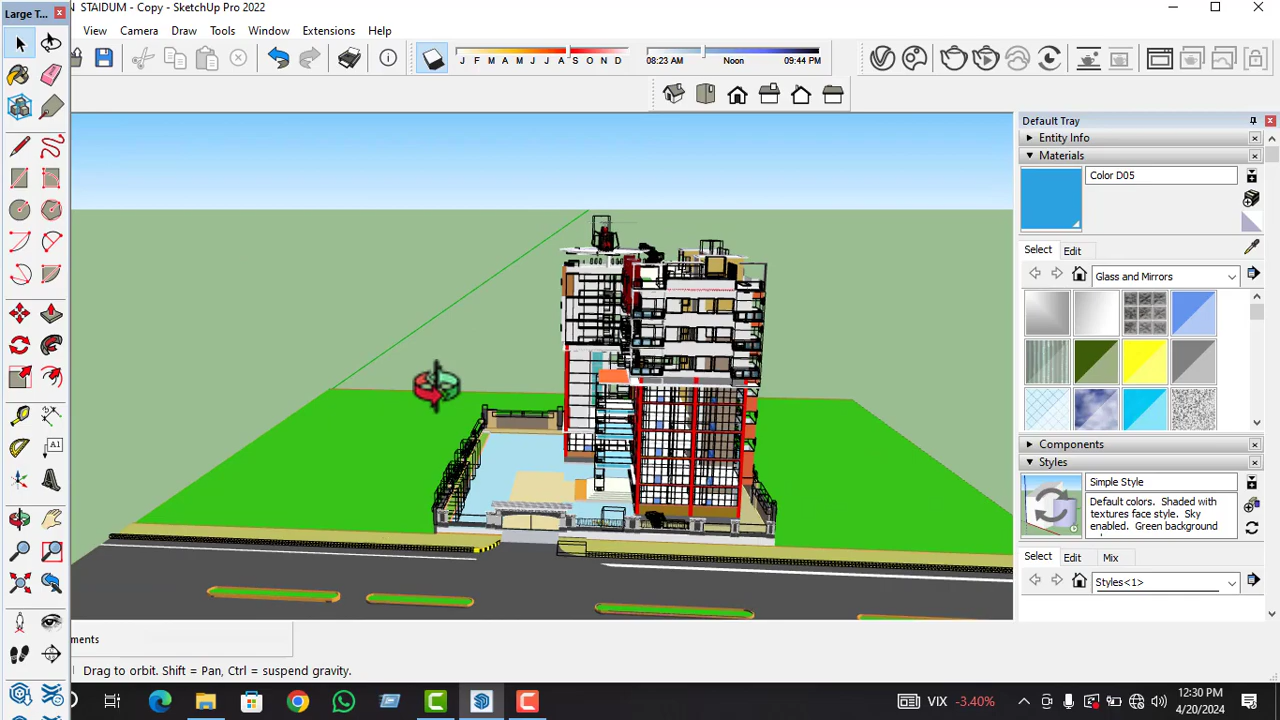 Large T...
N STAIDUM - Copy - SketchUp Pro 2022
View Camera Draw Tools Window Extensions Help
J F M A M J J A S O N D
08:23 AM Noon 09:44 PM
Default Tray
Entity Info
Materials
Color D05
Select Edit
Glass and Mirrors
A1
Components
Styles
Simple Style
Default colors. Shaded with
textures face style. Sky
enabled. Green background
Select Edit Mix
Styles<1>
ments
Drag to orbit. Shift = Pan, Ctrl = suspend gravity.
VIX -3.40%
12:30 PM
4/20/2024